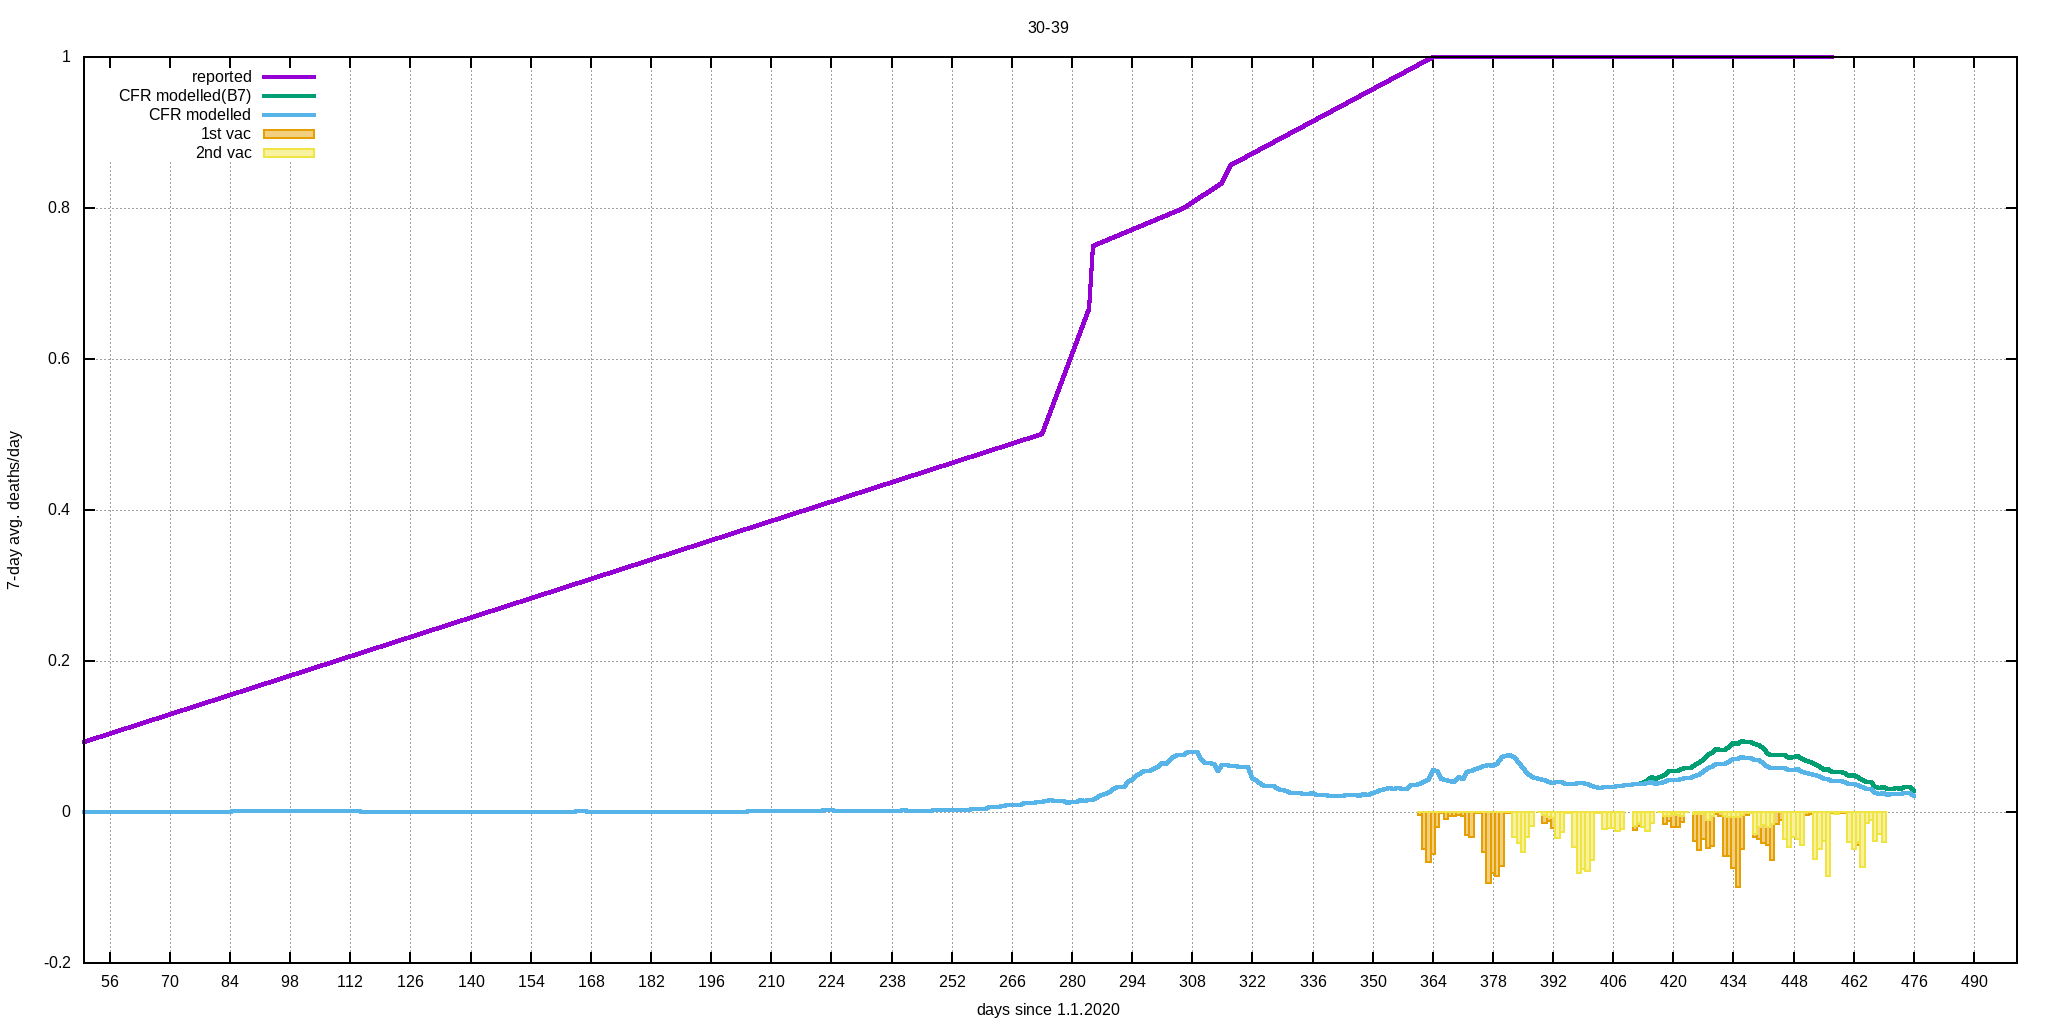 30-39
reported
CFR modelled(B7)
CFR modelled
1st vac
2nd vac
1
0.8
0.6
0.4
0.2
0
-0.2
7-day avg. deaths/day
56 70 84 98 112 126 140 154 168 182 196 210 224 238 252 266 280 294 308 322 336 350 364 378 392 406 420 434 448 462 476 490
days since 1.1.2020